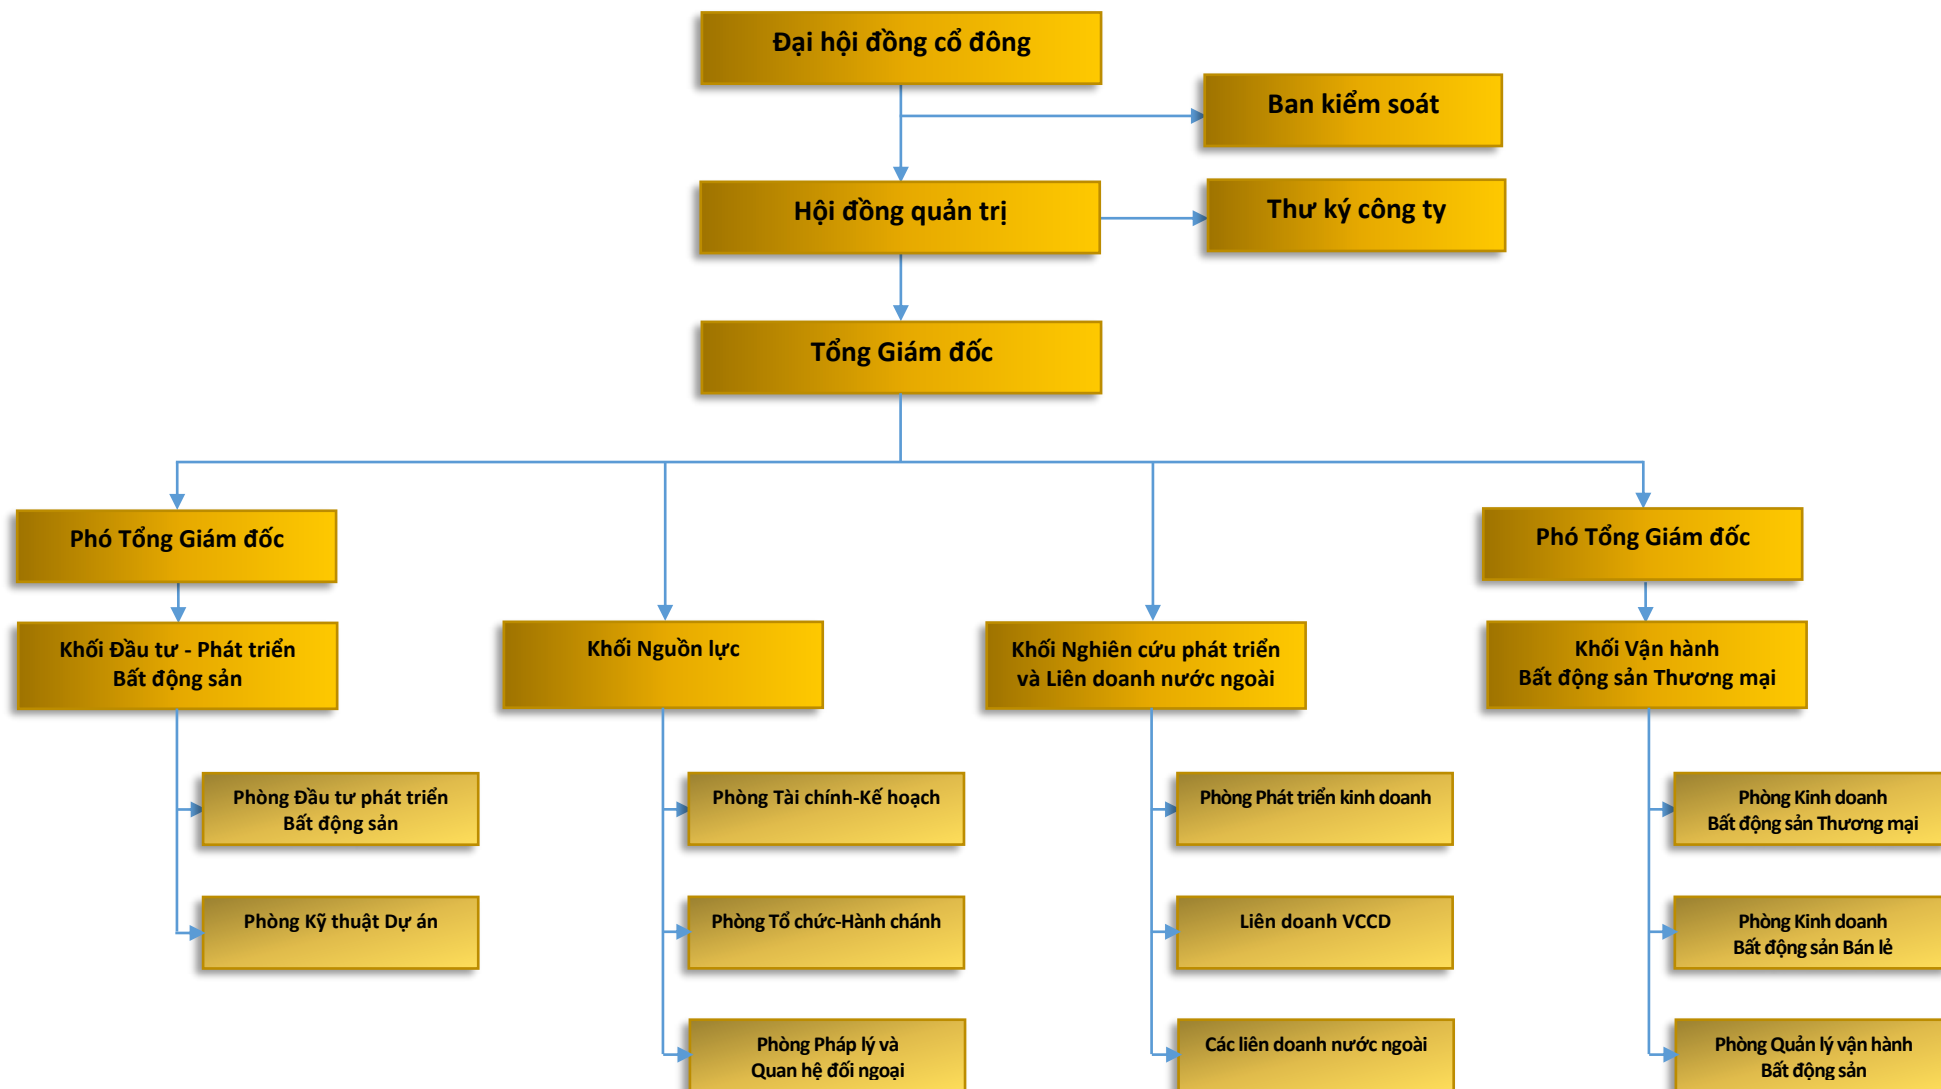 Đại hội đồng cổ đông
Ban kiểm soát
Hội đồng quản trị
Thư ký công ty
Tổng Giám đốc
Phó Tổng Giám đốc
Phó Tổng Giám đốc
Khối Đầu tư - Phát triển
Bất động sản
Khối Nguồn lực
Khối Nghiên cứu phát triển
và Liên doanh nước ngoài
Khối Vận hành
Bất động sản Thương mại
Phòng Đầu tư phát triển
Bất động sản
Phòng Tài chính-Kế hoạch
Phòng Phát triển kinh doanh
Phòng Kinh doanh
Bất động sản Thương mại
Phòng Kỹ thuật Dự án
Phòng Tổ chức-Hành chánh
Liên doanh VCCD
Phòng Kinh doanh
Bất động sản Bán lẻ
Phòng Pháp lý và
Quan hệ đối ngoại
Các liên doanh nước ngoài
Phòng Quản lý vận hành
Bất động sản